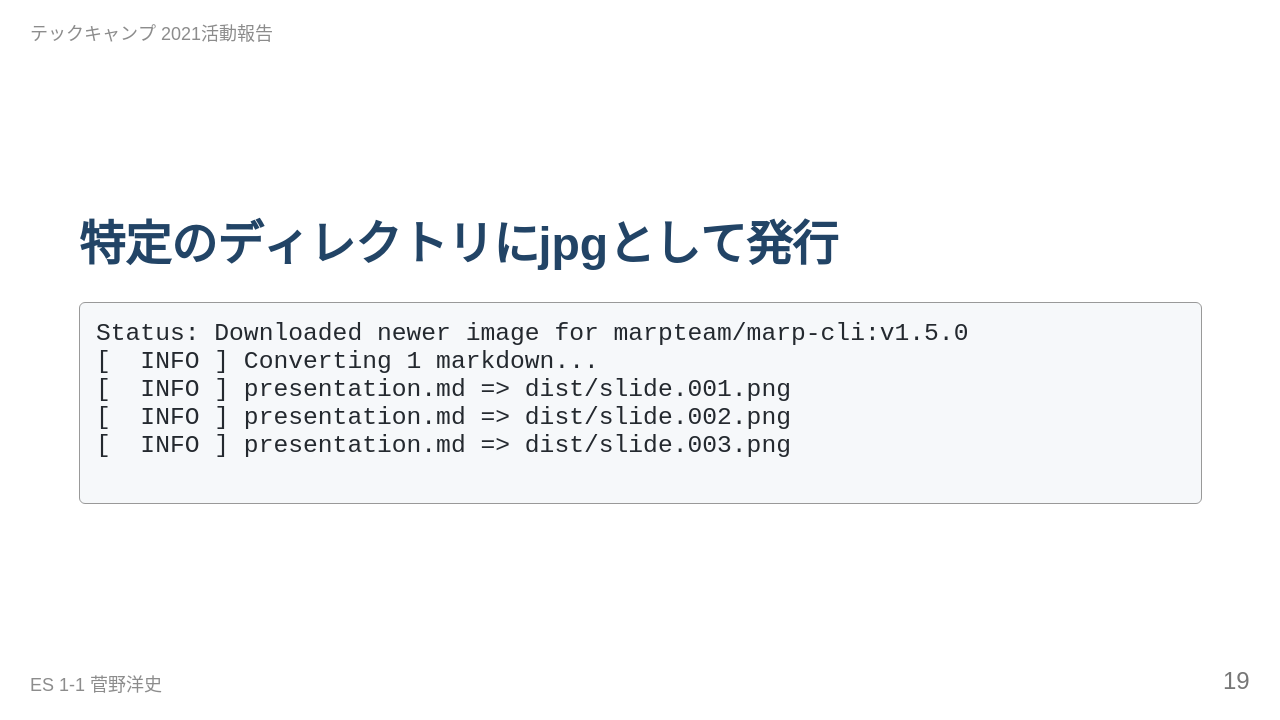 テックキャンプ 2021活動報告
特定のディレクトリにjpgとして発行
Status: Downloaded newer image for marpteam/marp-cli:v1.5.0
[  INFO ] Converting 1 markdown...
[  INFO ] presentation.md => dist/slide.001.png
[  INFO ] presentation.md => dist/slide.002.png
[  INFO ] presentation.md => dist/slide.003.png
ES 1-1 菅野洋史
19